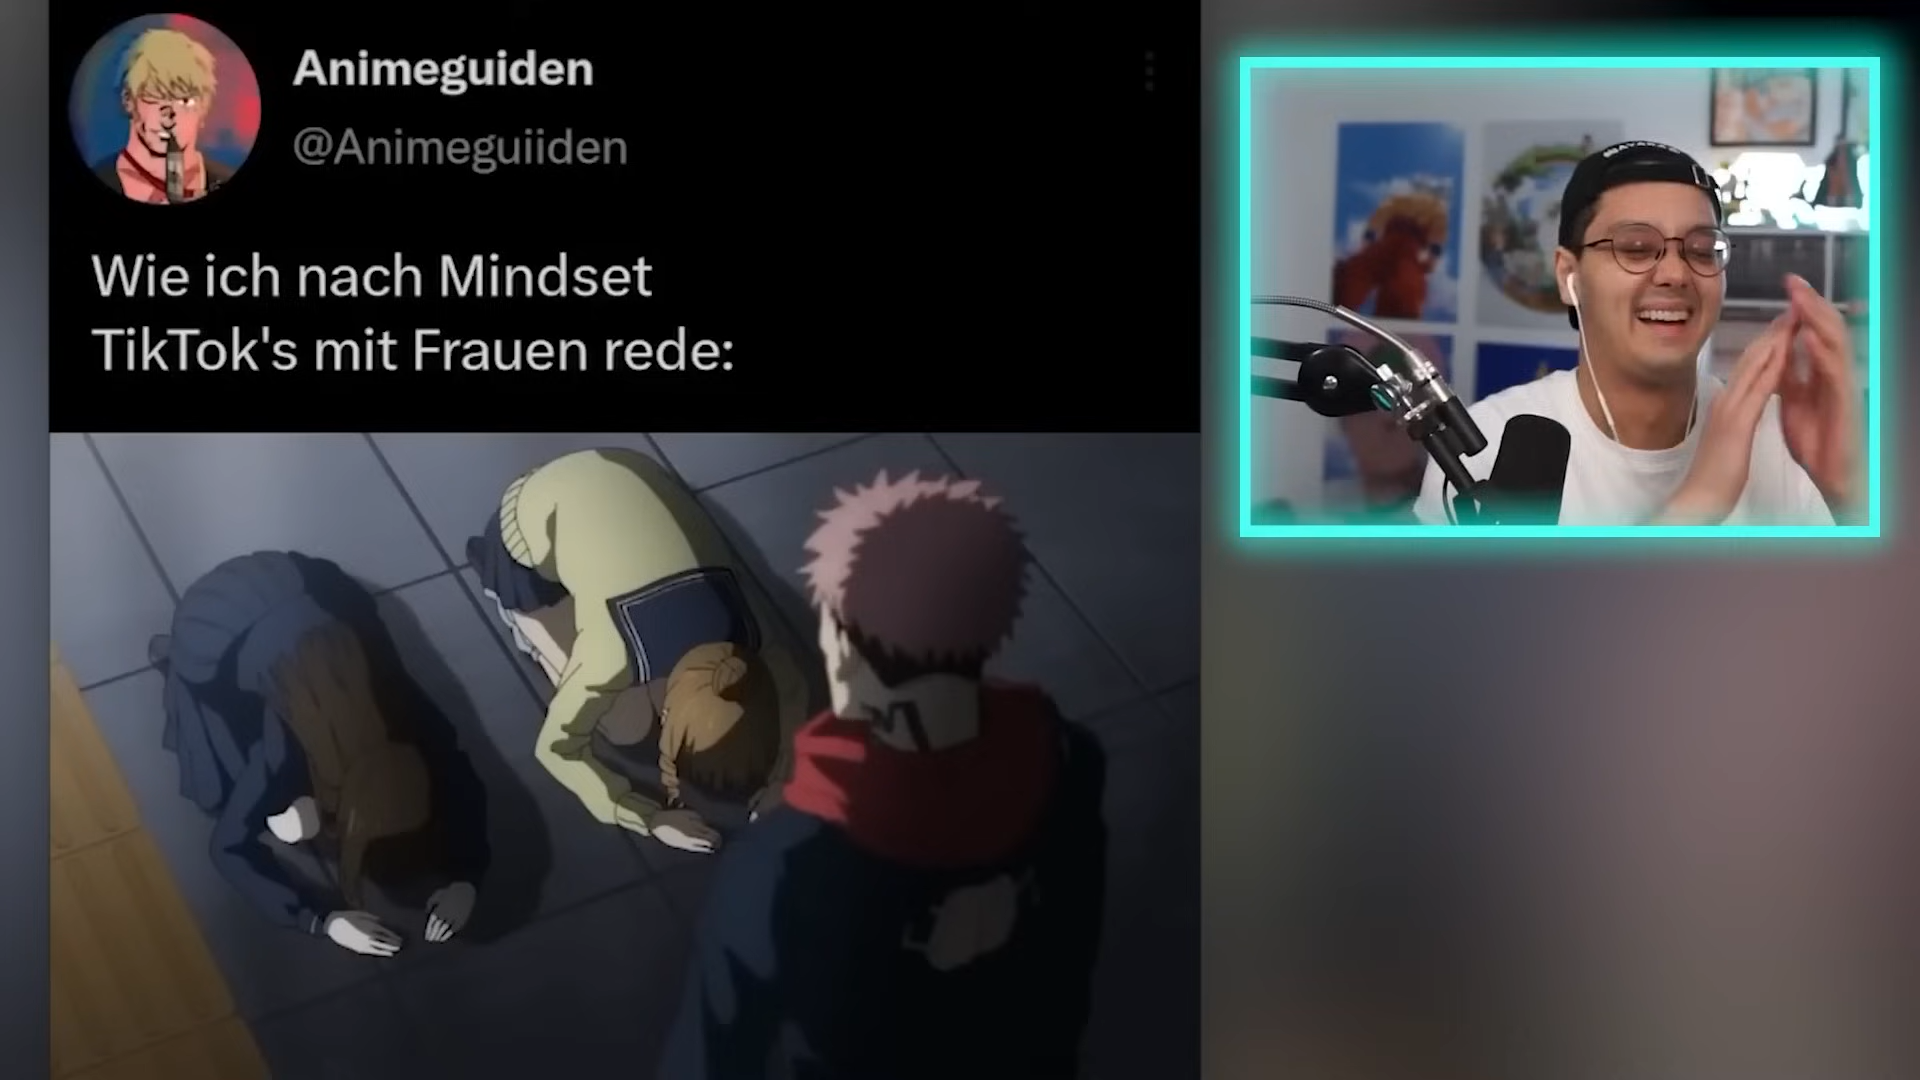 Animeguiden
@Animeguiiden
Wie ich nach Mindset
TikTok's mit Frauen rede: